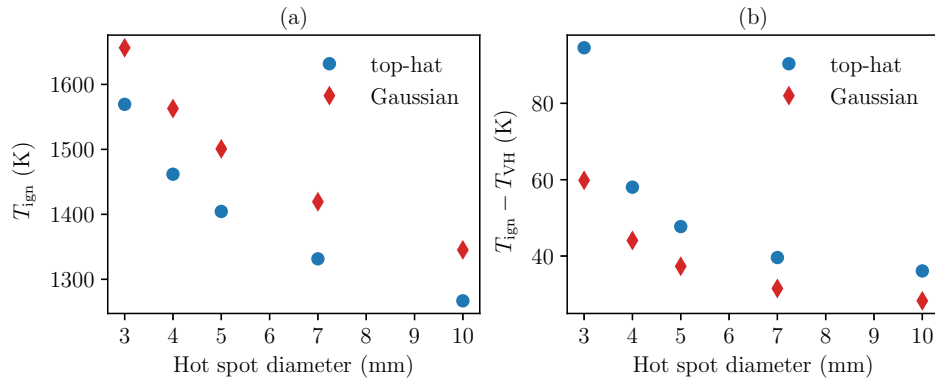 (a)
T_ign (K)
1600
1500
1400
1300
top-hat
Gaussian
3 4 5 6 7 8 9 10
Hot spot diameter (mm)
(b)
T_ign − T_VH (K)
80
60
40
top-hat
Gaussian
3 4 5 6 7 8 9 10
Hot spot diameter (mm)